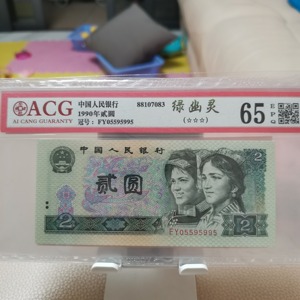 ACG
AI CANG GUARANTY
中国人民银行 88107083
1990年贰圆
冠号：FY05595995
绿幽灵
(☆☆☆)
65 EPQ
中国人民银行
贰圆
2
2
EY05595995